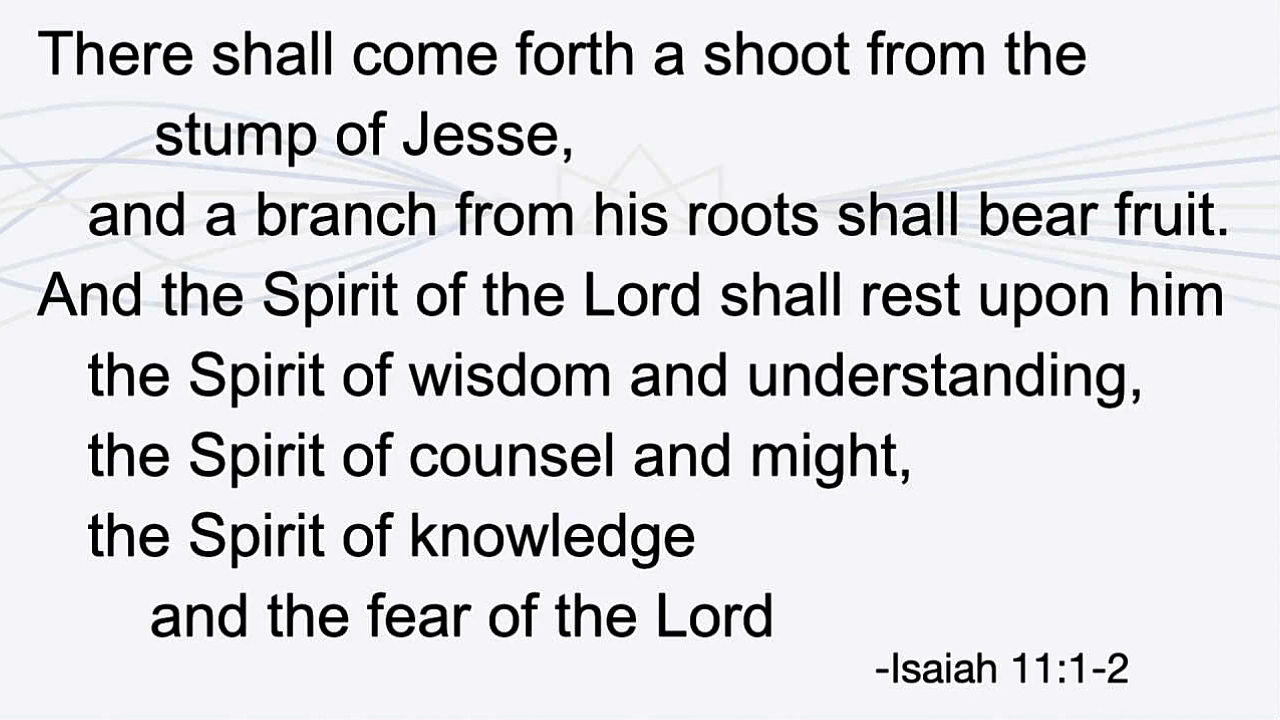 There shall come forth a shoot from the
stump of Jesse,
and a branch from his roots shall bear fruit.
And the Spirit of the Lord shall rest upon him
the Spirit of wisdom and understanding,
the Spirit of counsel and might,
the Spirit of knowledge
and the fear of the Lord
-Isaiah 11:1-2